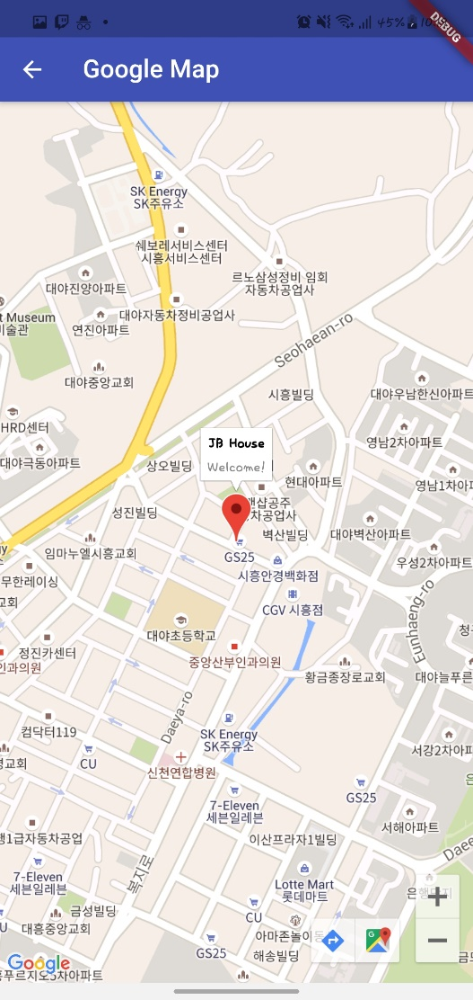 45%
DEBUG
Google Map
SK Energy
SK주유소
쉐보레서비스센터
시흥서비스센터
르노삼성정비 임회
자동차공업사
대야진양아파트
t Museum
미술관
대야자동차정비공업사
연진아파트
Seohaean-ro
대야중앙교회
시흥빌딩
대야우남한신아파트
HRD센터
영남2차아파트
JB House
Welcome!
대야극동아파트
상오빌딩
현대아파트
영남1차아파
차공업사
성진빌딩
벽산빌딩
대야벽산아파트
임마누엘시흥교회
GS25
우성2차아파트
무한레이싱
시흥안경백화점
교회
CGV 시흥점
Eunhaeng-ro
대야초등학교
정진카센터
중앙산부인과의원
인과의원
황금종장로교회
대야늘푸른
Daeya-ro
컴닥터119
SK Energy
SK주유소
서강2차아파
CU
신천연합병원
GS25
7-Eleven
세븐일레븐
서해아파트
이산프라자1빌딩
행1급자동차공업
Daee
7-Eleven
세븐일레븐
복지로
Lotte Mart
롯데마트
은행단지
+
금성빌딩
CU
대흥중앙교회
아마존놀이동
GS25
해송빌딩
−
Google
푸르지오5차아파트